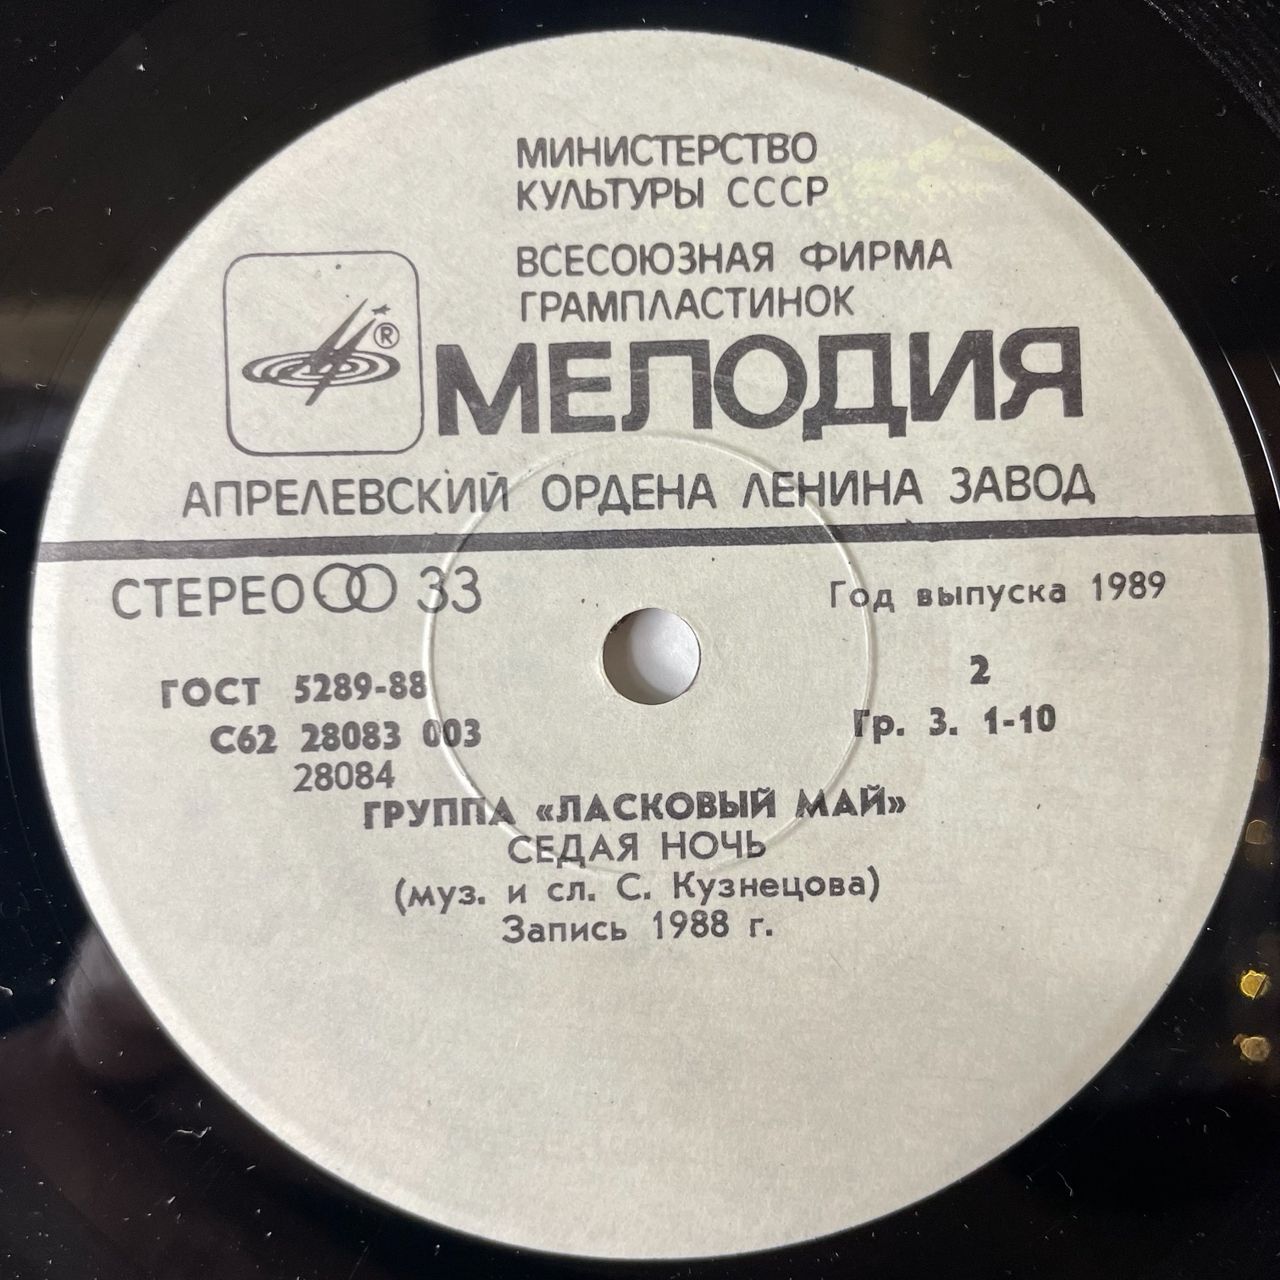 МИНИСТЕРСТВО
КУЛЬТУРЫ СССР
ВСЕСОЮЗНАЯ ФИРМА
ГРАМПЛАСТИНОК
®
МЕЛОДИЯ
АПРЕЛЕВСКИЙ ОРДЕНА ЛЕНИНА ЗАВОД
СТЕРЕО 33
Год выпуска 1989
ГОСТ 5289-88
2
С62 28083 003
Гр. 3. 1-10
28084
ГРУППА «ЛАСКОВЫЙ МАЙ»
СЕДАЯ НОЧЬ
(муз. и сл. С. Кузнецова)
Запись 1988 г.